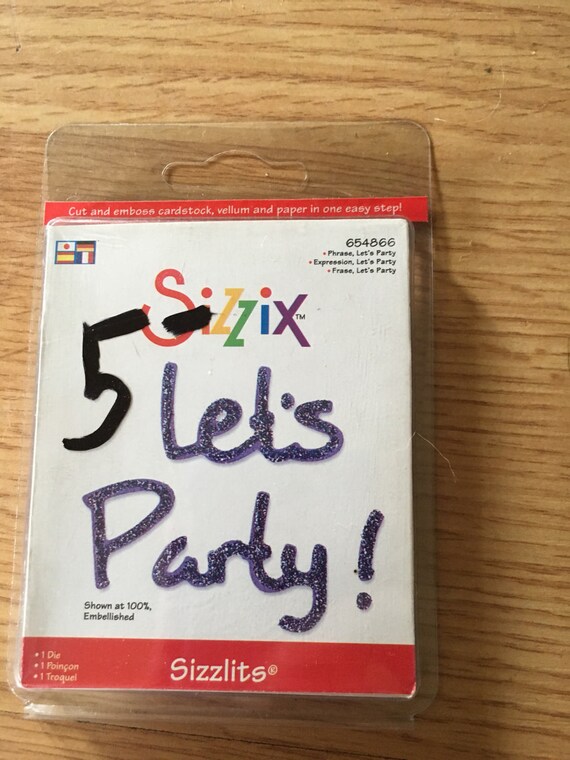 Cut and emboss cardstock, vellum and paper in one easy step!
654866
• Phrase, Let's Party
• Expression, Let's Party
• Frase, Let's Party
Sizzix™
5-
Let's
Party!
Shown at 100%,
Embellished
• 1 Die
• 1 Poinçon
• 1 Troquel
Sizzlits®